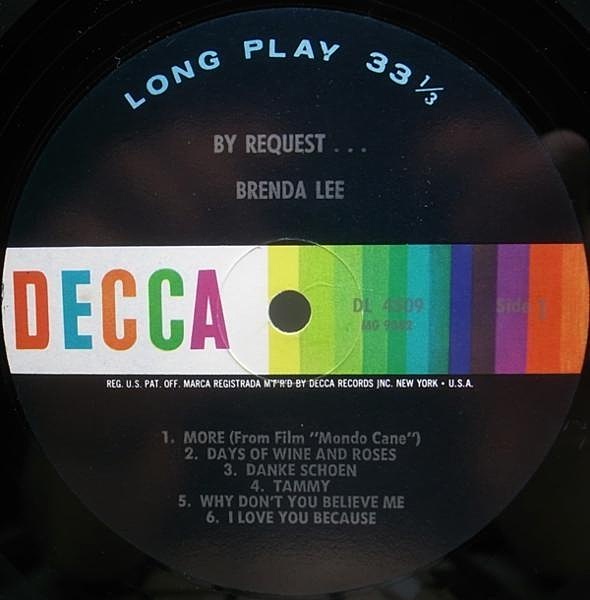 LONG PLAY 33 1/3
BY REQUEST ...
BRENDA LEE
DECCA
DL 4509
Side 1
REG. U.S. PAT. OFF. MARCA REGISTRADA M'F'R'D BY DECCA RECORDS INC. NEW YORK • U.S.A.
1. MORE (From Film "Mondo Cane")
2. DAYS OF WINE AND ROSES
3. DANKE SCHOEN
4. TAMMY
5. WHY DON'T YOU BELIEVE ME
6. I LOVE YOU BECAUSE